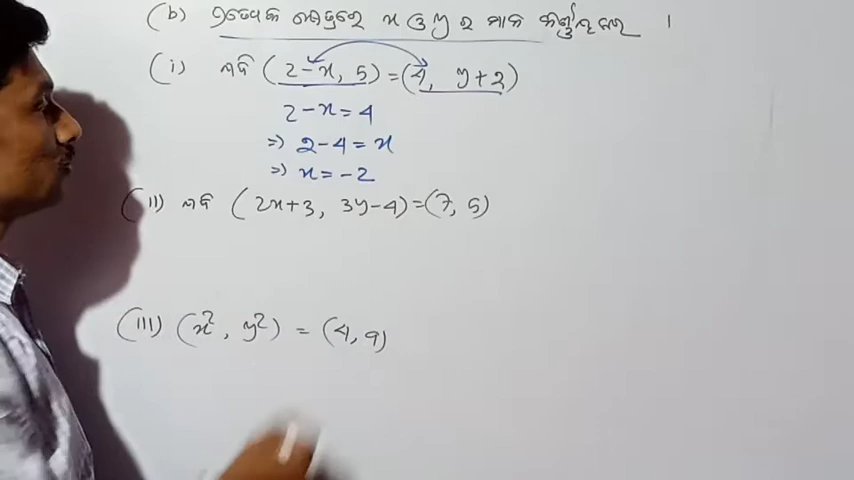 (b) ପ୍ରତ୍ୟେକ କ୍ଷେତ୍ରରେ x ଓ y ର ମାନ ନିର୍ଣ୍ଣୟ କର ।
(i) ଯଦି (2-x, 5) = (4, y+2)
2-x = 4
⇒ 2-4 = x
⇒ x = -2
(ii) ଯଦି (2x+3, 3y-4) = (7, 5)
(iii) (x², y²) = (4, 9)